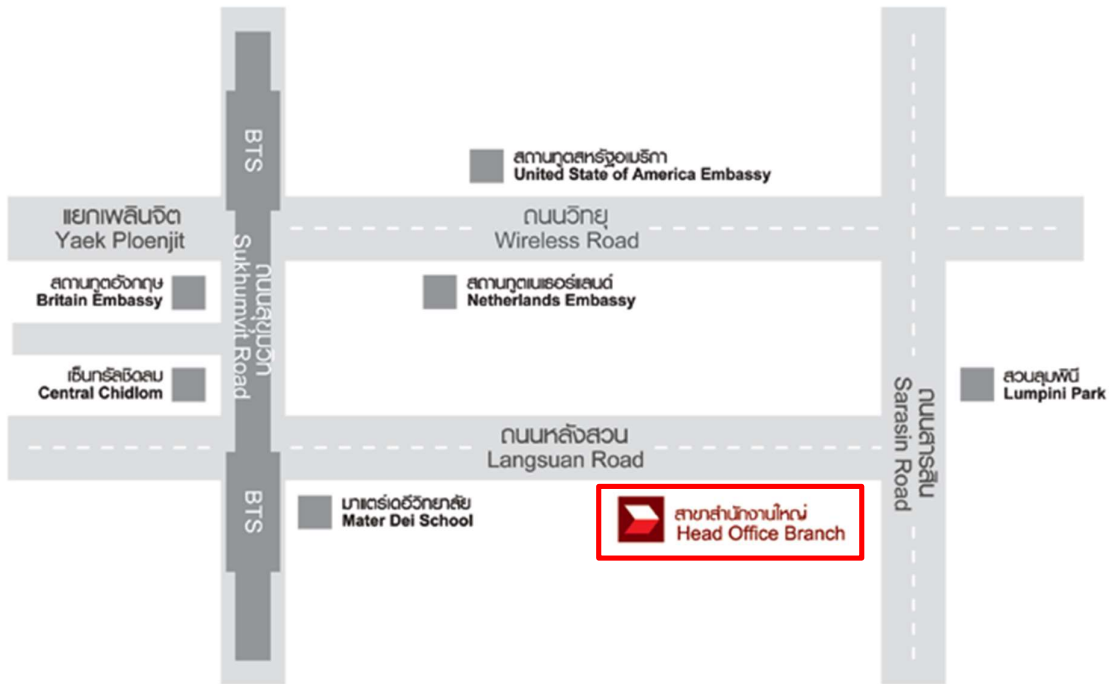 BTS
สถานทูตสหรัฐอเมริกา
United State of America Embassy
แยกเพลินจิต
Yaek Ploenjit
ถนนวิทยุ
Wireless Road
สถานทูตอังกฤษ
Britain Embassy
ถนนสุขุมวิท
Sukhumvit Road
สถานทูตเนเธอร์แลนด์
Netherlands Embassy
เซ็นทรัลชิดลม
Central Chidlom
สวนลุมพินี
Lumpini Park
ถนนสารสิน
Sarasin Road
ถนนหลังสวน
Langsuan Road
BTS
มาแตร์เดอีวิทยาลัย
Mater Dei School
สาขาสำนักงานใหญ่
Head Office Branch